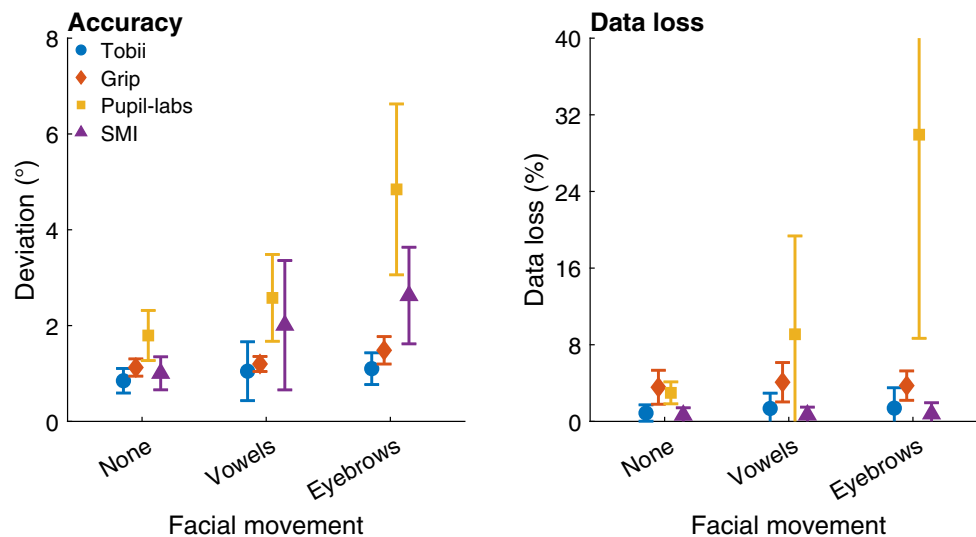 Accuracy
8
6
4
2
0
Deviation (°)
Tobii
Grip
Pupil-labs
SMI
None
Vowels
Eyebrows
Facial movement
Data loss
40
32
24
16
8
0
Data loss (%)
None
Vowels
Eyebrows
Facial movement